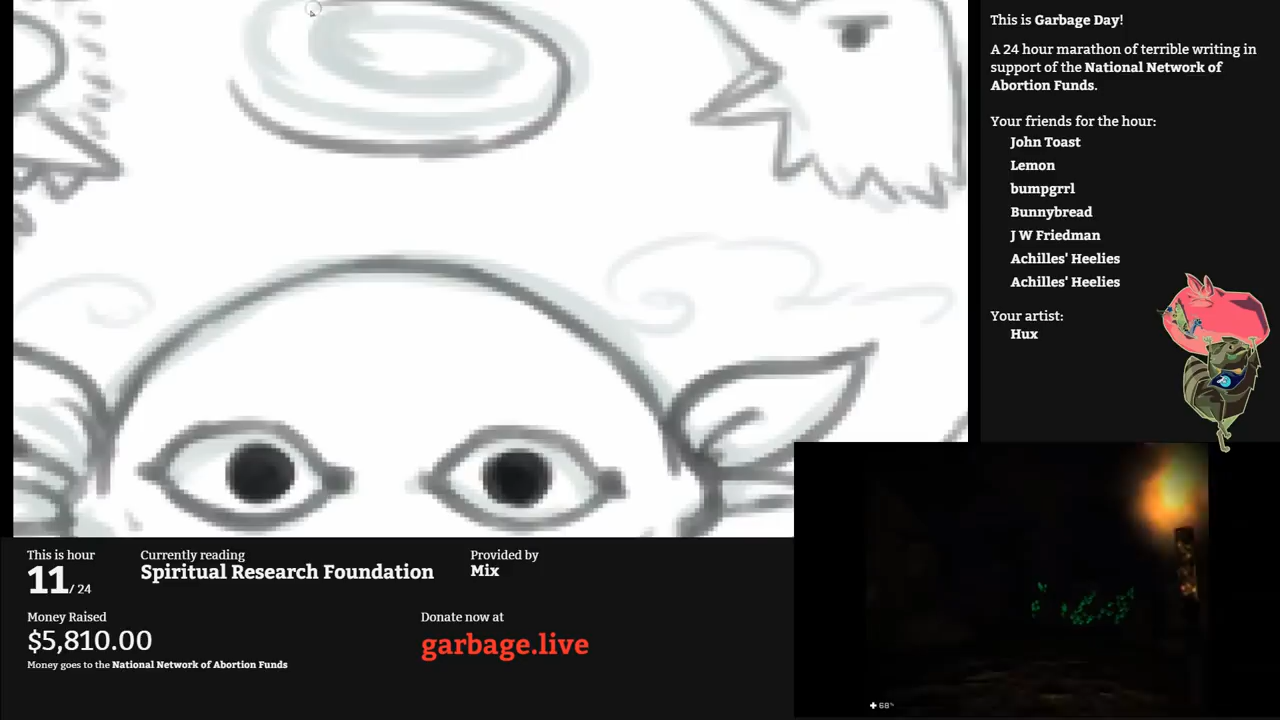 This is Garbage Day!
A 24 hour marathon of terrible writing in
support of the National Network of
Abortion Funds.
Your friends for the hour:
John Toast
Lemon
bumpgrrl
Bunnybread
J W Friedman
Achilles' Heelies
Achilles' Heelies
Your artist:
Hux
This is hour
11 / 24
Currently reading
Spiritual Research Foundation
Provided by
Mix
Money Raised
$5,810.00
Money goes to the National Network of Abortion Funds
Donate now at
garbage.live
68%